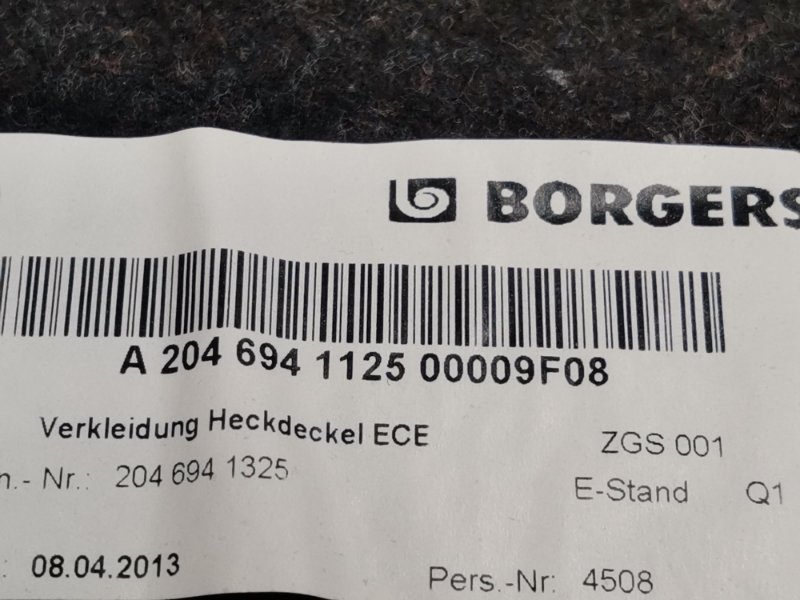 BORGERS
A 204 694 1125 00009F08
Verkleidung Heckdeckel ECE ZGS 001
n.- Nr.: 204 694 1325
E-Stand Q1
: 08.04.2013
Pers.-Nr: 4508